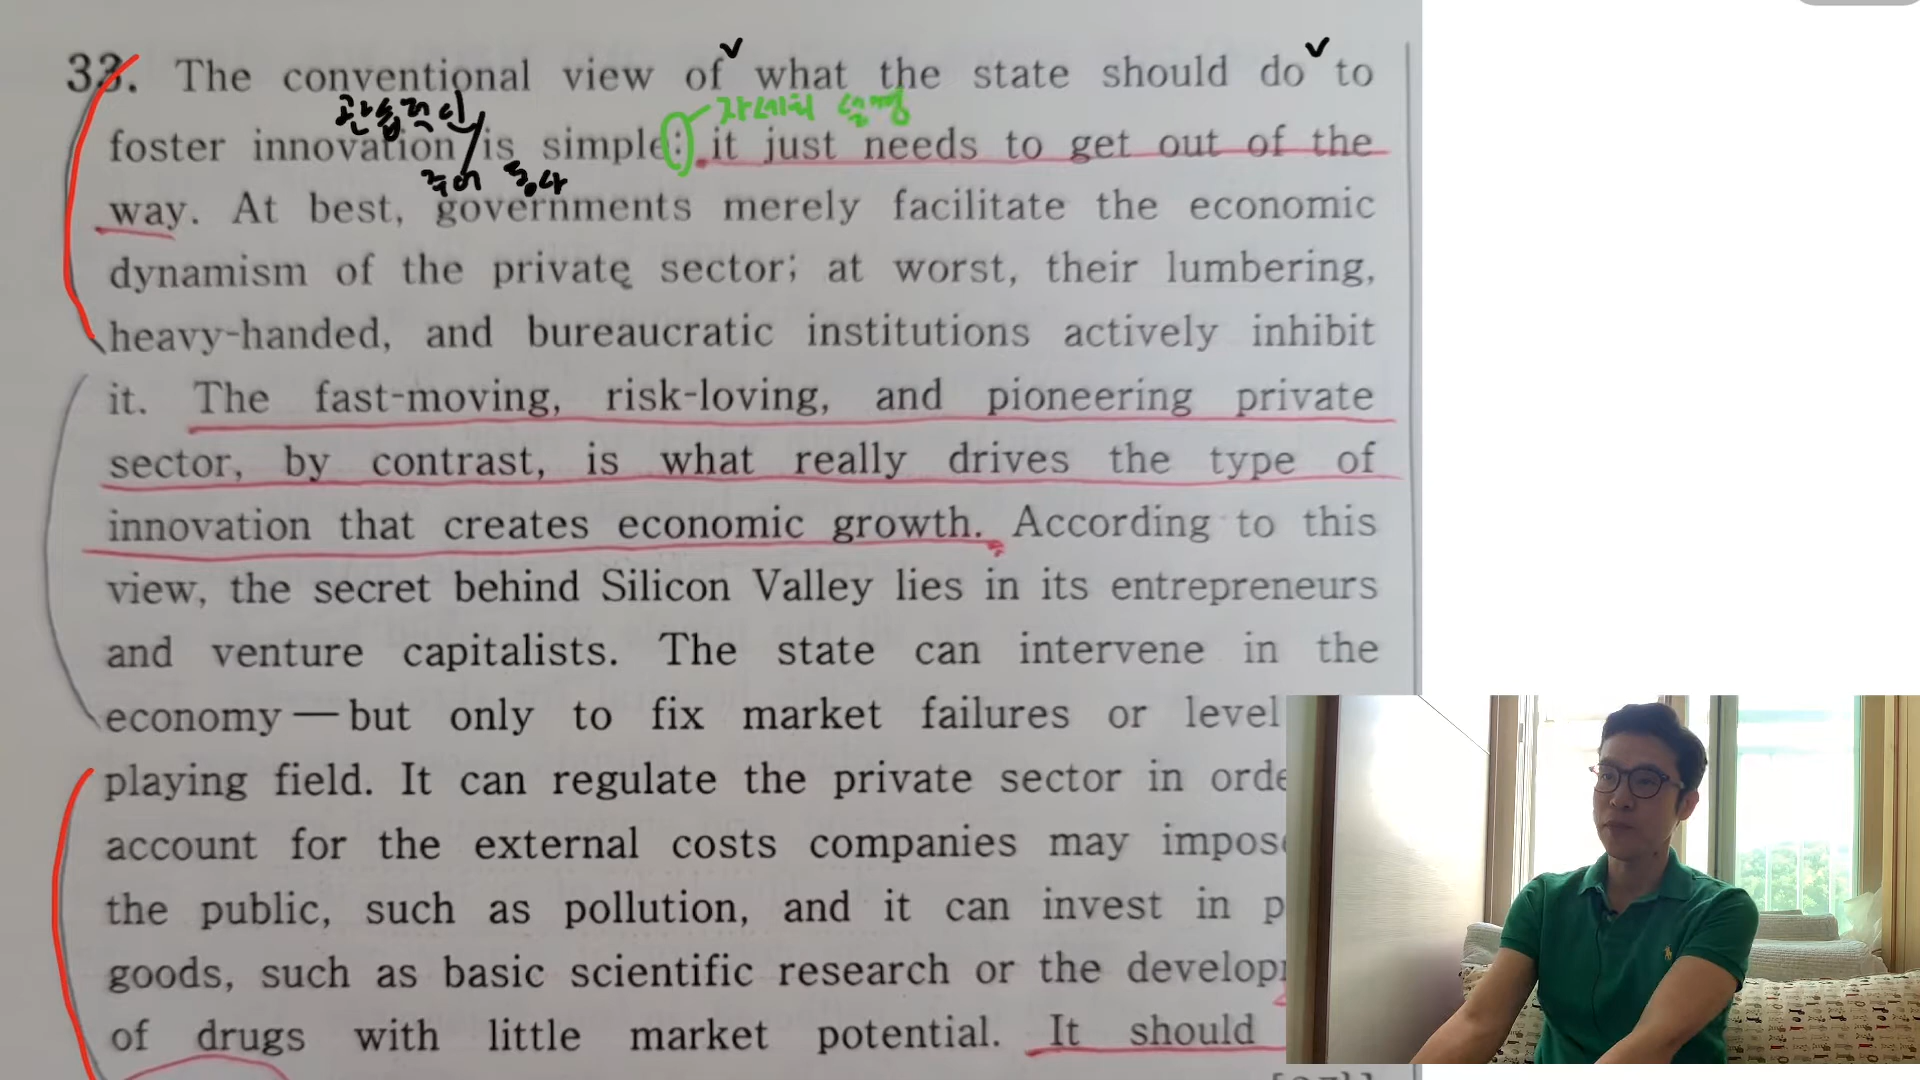 33. The conventional view of what the state should do to
관습적인
자세히 설명
foster innovation is simple: it just needs to get out of the
주어 동사
way. At best, governments merely facilitate the economic
dynamism of the private sector; at worst, their lumbering,
heavy-handed, and bureaucratic institutions actively inhibit
it. The fast-moving, risk-loving, and pioneering private
sector, by contrast, is what really drives the type of
innovation that creates economic growth. According to this
view, the secret behind Silicon Valley lies in its entrepreneurs
and venture capitalists. The state can intervene in the
economy — but only to fix market failures or level
playing field. It can regulate the private sector in orde
account for the external costs companies may impos
the public, such as pollution, and it can invest in p
goods, such as basic scientific research or the develop
of drugs with little market potential. It should